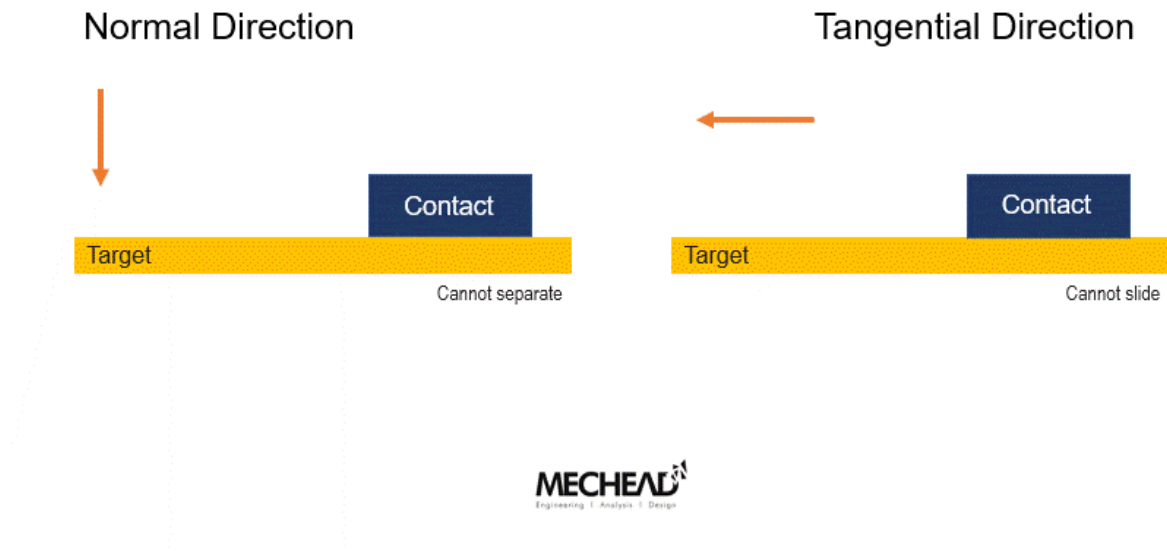 Normal Direction
Tangential Direction
Contact
Contact
Target
Target
Cannot separate
Cannot slide
MECHEAD
Engineering | Analysis | Design